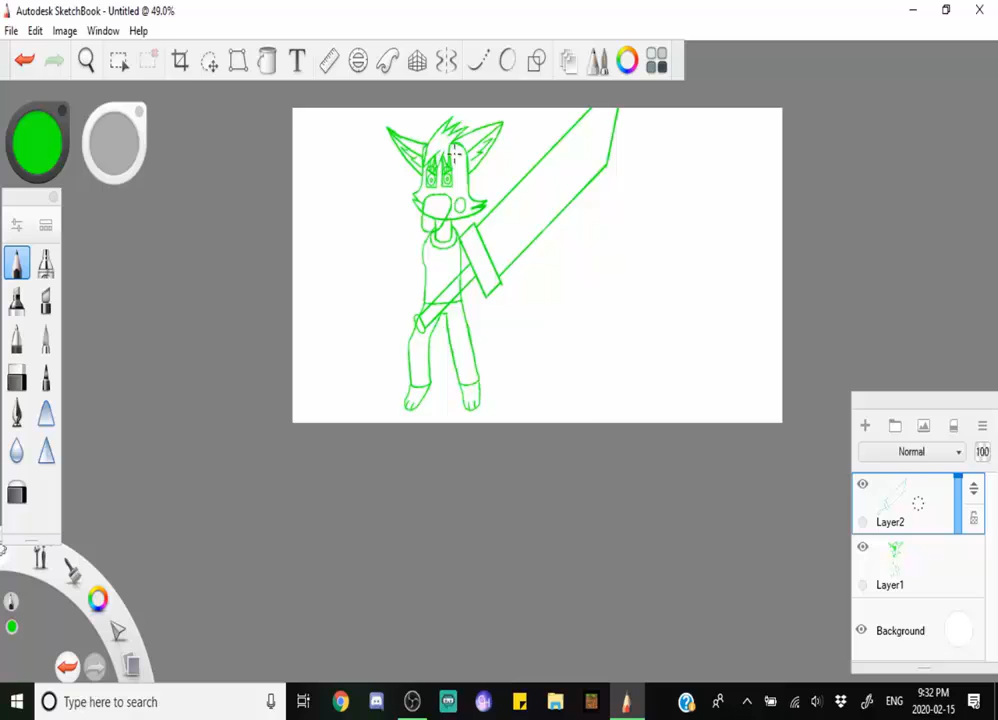 Autodesk SketchBook - Untitled @ 49.0%
File Edit Image Window Help
T
Normal
100
Layer2
Layer1
Background
Type here to search
ENG
9:32 PM
2020-02-15